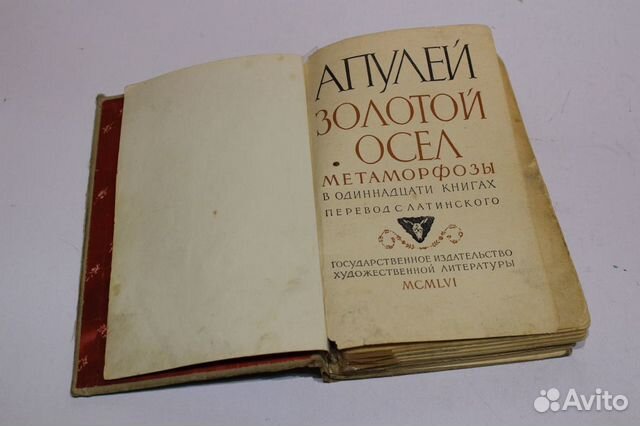 АПУЛЕЙ
ЗОЛОТОЙ
ОСЕЛ
МЕТАМОРФОЗЫ
В ОДИННАДЦАТИ КНИГАХ
ПЕРЕВОД С ЛАТИНСКОГО
ГОСУДАРСТВЕННОЕ ИЗДАТЕЛЬСТВО
ХУДОЖЕСТВЕННОЙ ЛИТЕРАТУРЫ
MCMLVI
Avito